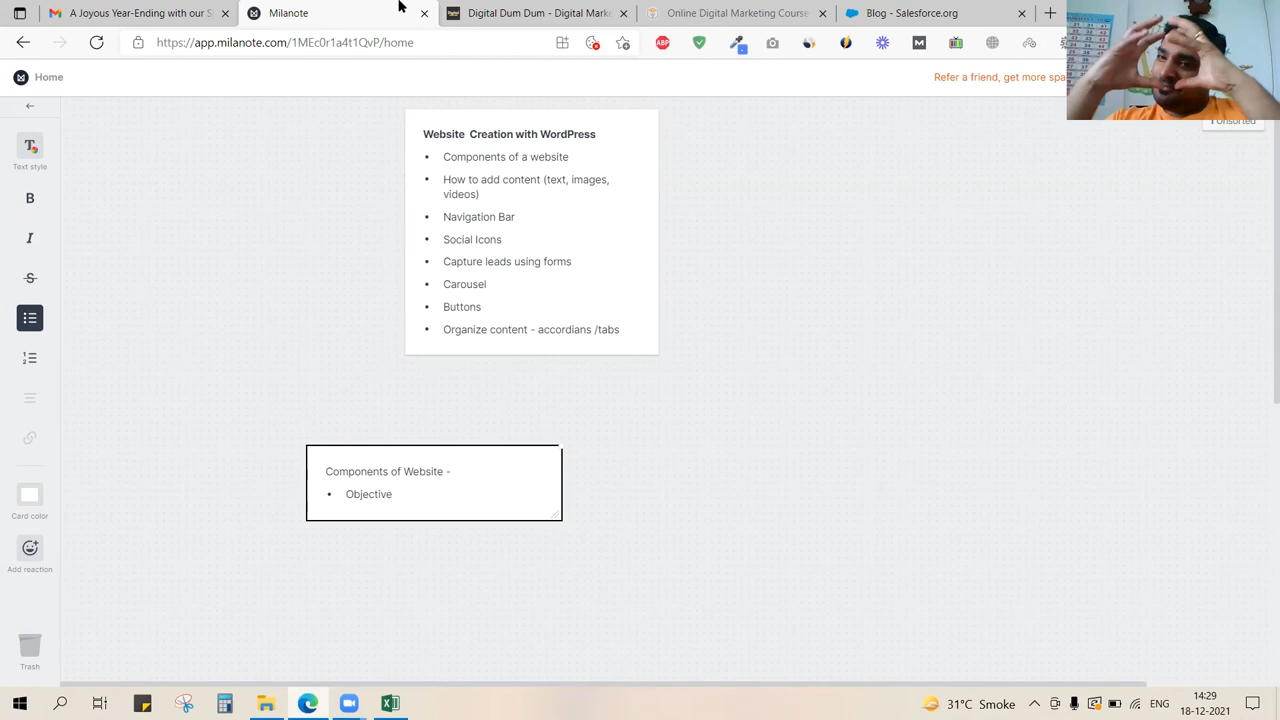 A Joyous Year-Ending with our S
Milanote
Digital Dum Dum - Digital Mark
Online Digital Marketing Course
Blog - Salesforce.org
https://app.milanote.com/1MEc0r1a4t1OQV/home
ABP
M
Home
Refer a friend, get more spa
1 Unsorted
T
Text style
B
I
S
Card color
Add reaction
Trash
Website Creation with WordPress
• Components of a website
• How to add content (text, images,
videos)
• Navigation Bar
• Social Icons
• Capture leads using forms
• Carousel
• Buttons
• Organize content - accordians /tabs
Components of Website -
• Objective
31°C Smoke
ENG
14:29
18-12-2021